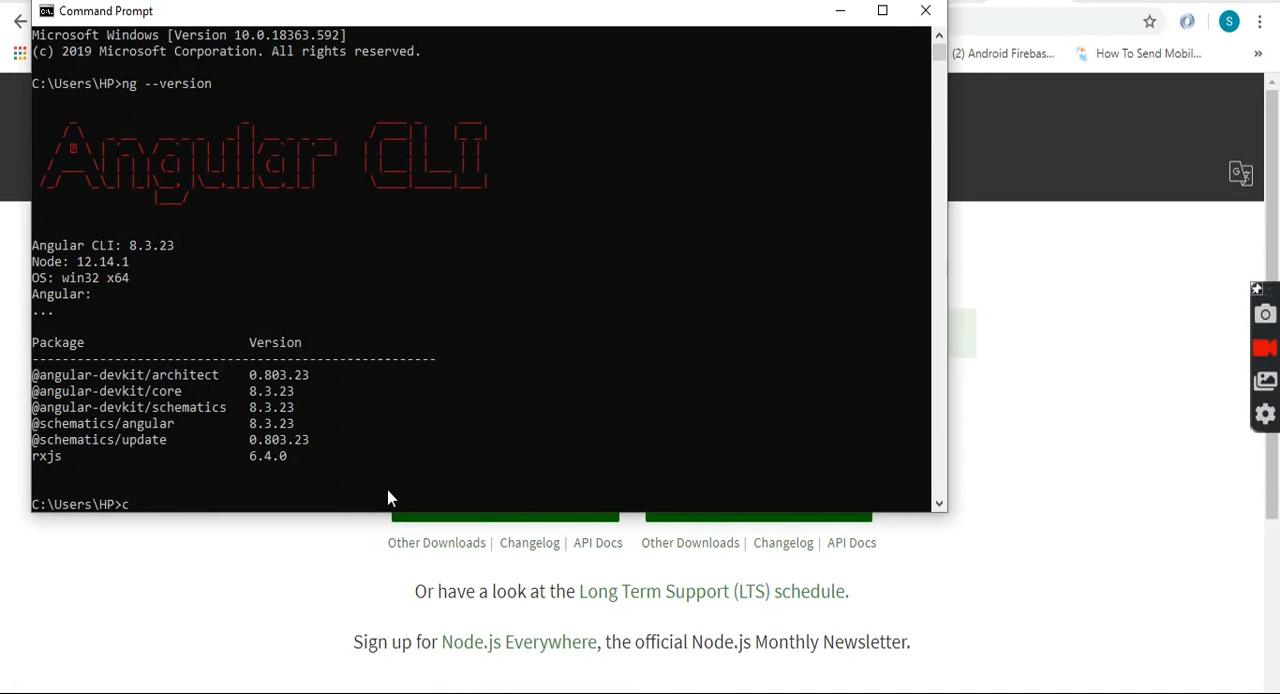 Command Prompt
Microsoft Windows [Version 10.0.18363.592]
(c) 2019 Microsoft Corporation. All rights reserved.
C:\Users\HP>ng --version
Angular CLI
Angular CLI: 8.3.23
Node: 12.14.1
OS: win32 x64
Angular:
...
Package Version
------------------------------------------------------
@angular-devkit/architect 0.803.23
@angular-devkit/core 8.3.23
@angular-devkit/schematics 8.3.23
@schematics/angular 8.3.23
@schematics/update 0.803.23
rxjs 6.4.0
C:\Users\HP>c
S
(2) Android Firebas...
How To Send Mobil...
»
Other Downloads | Changelog | API Docs
Other Downloads | Changelog | API Docs
Or have a look at the Long Term Support (LTS) schedule.
Sign up for Node.js Everywhere, the official Node.js Monthly Newsletter.